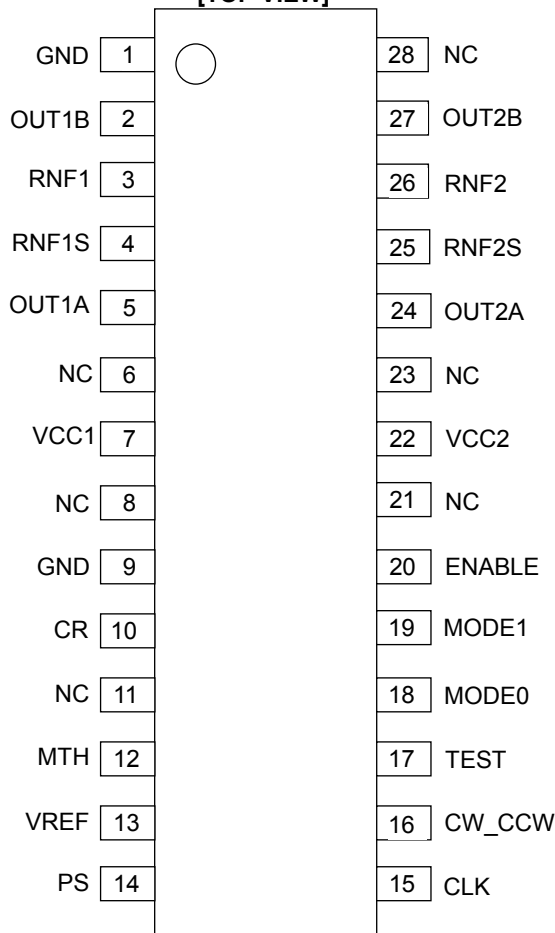 GND 1 28 NC
OUT1B 2 27 OUT2B
RNF1 3 26 RNF2
RNF1S 4 25 RNF2S
OUT1A 5 24 OUT2A
NC 6 23 NC
VCC1 7 22 VCC2
NC 8 21 NC
GND 9 20 ENABLE
CR 10 19 MODE1
NC 11 18 MODE0
MTH 12 17 TEST
VREF 13 16 CW_CCW
PS 14 15 CLK